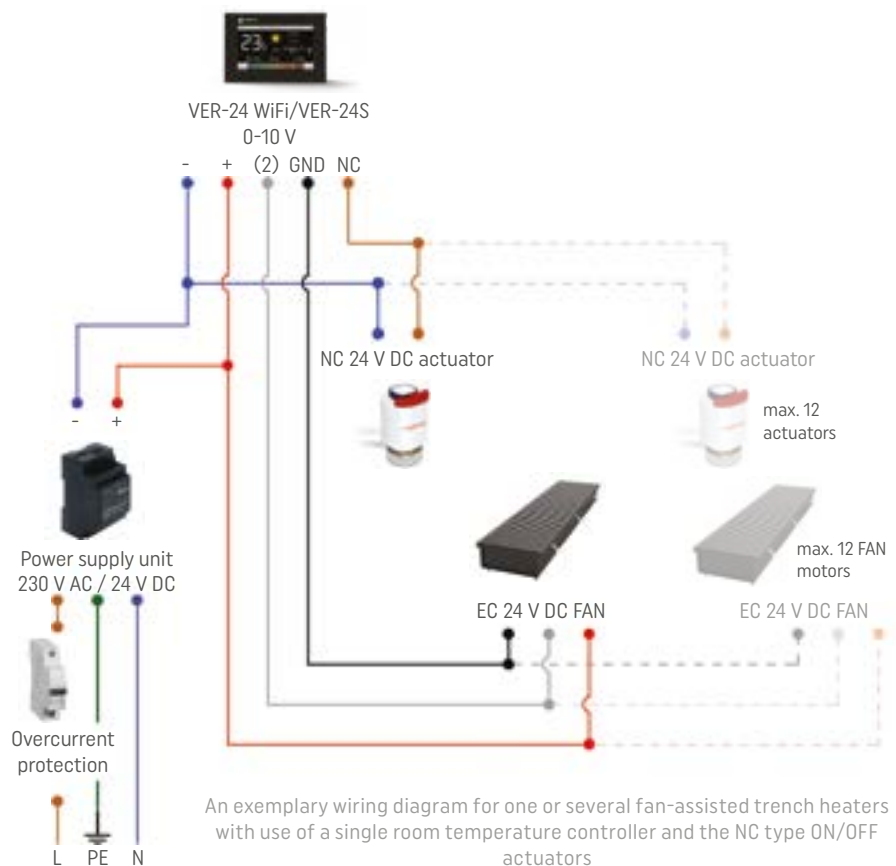 23
VER-24 WiFi/VER-24S
0-10 V
- + (2) GND NC
NC 24 V DC actuator
NC 24 V DC actuator
max. 12
actuators
- +
Power supply unit
230 V AC / 24 V DC
max. 12 FAN
motors
EC 24 V DC FAN
EC 24 V DC FAN
Overcurrent
protection
L PE N
An exemplary wiring diagram for one or several fan-assisted trench heaters
with use of a single room temperature controller and the NC type ON/OFF
actuators